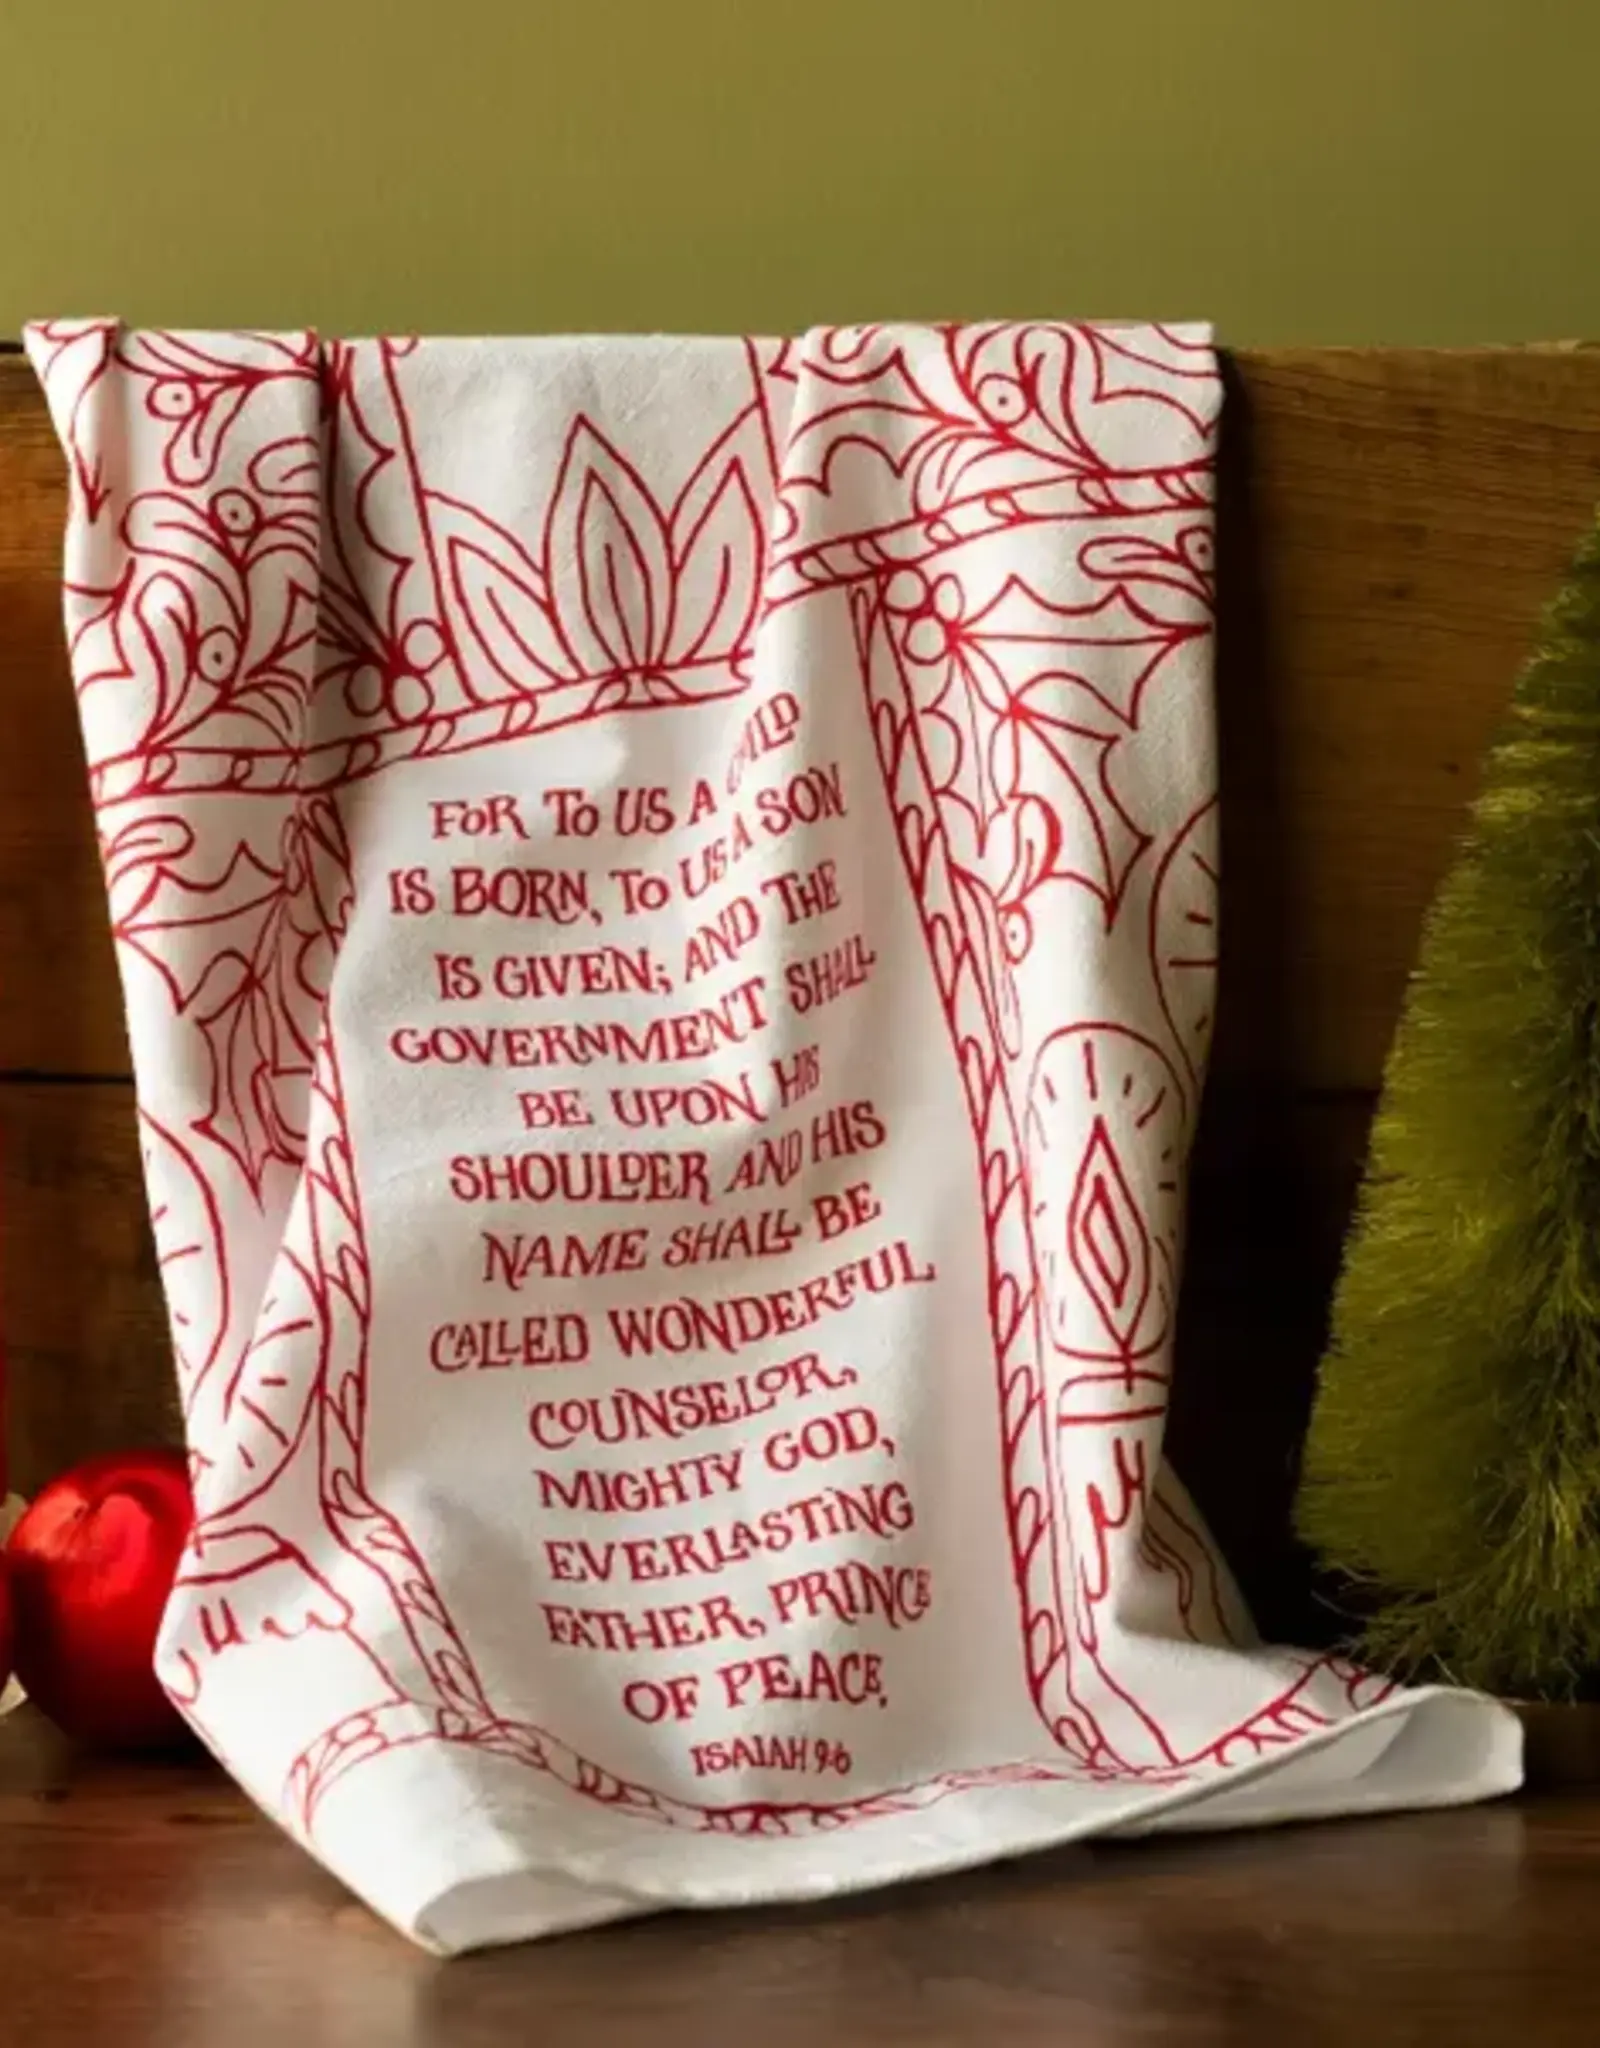 FOR TO US A CHILD
IS BORN, TO US A SON
IS GIVEN; AND THE
GOVERNMENT SHALL
BE UPON HIS
SHOULDER AND HIS
NAME SHALL BE
CALLED WONDERFUL
COUNSELOR,
MIGHTY GOD,
EVERLASTING
FATHER, PRINCE
OF PEACE.
ISAIAH 9:6